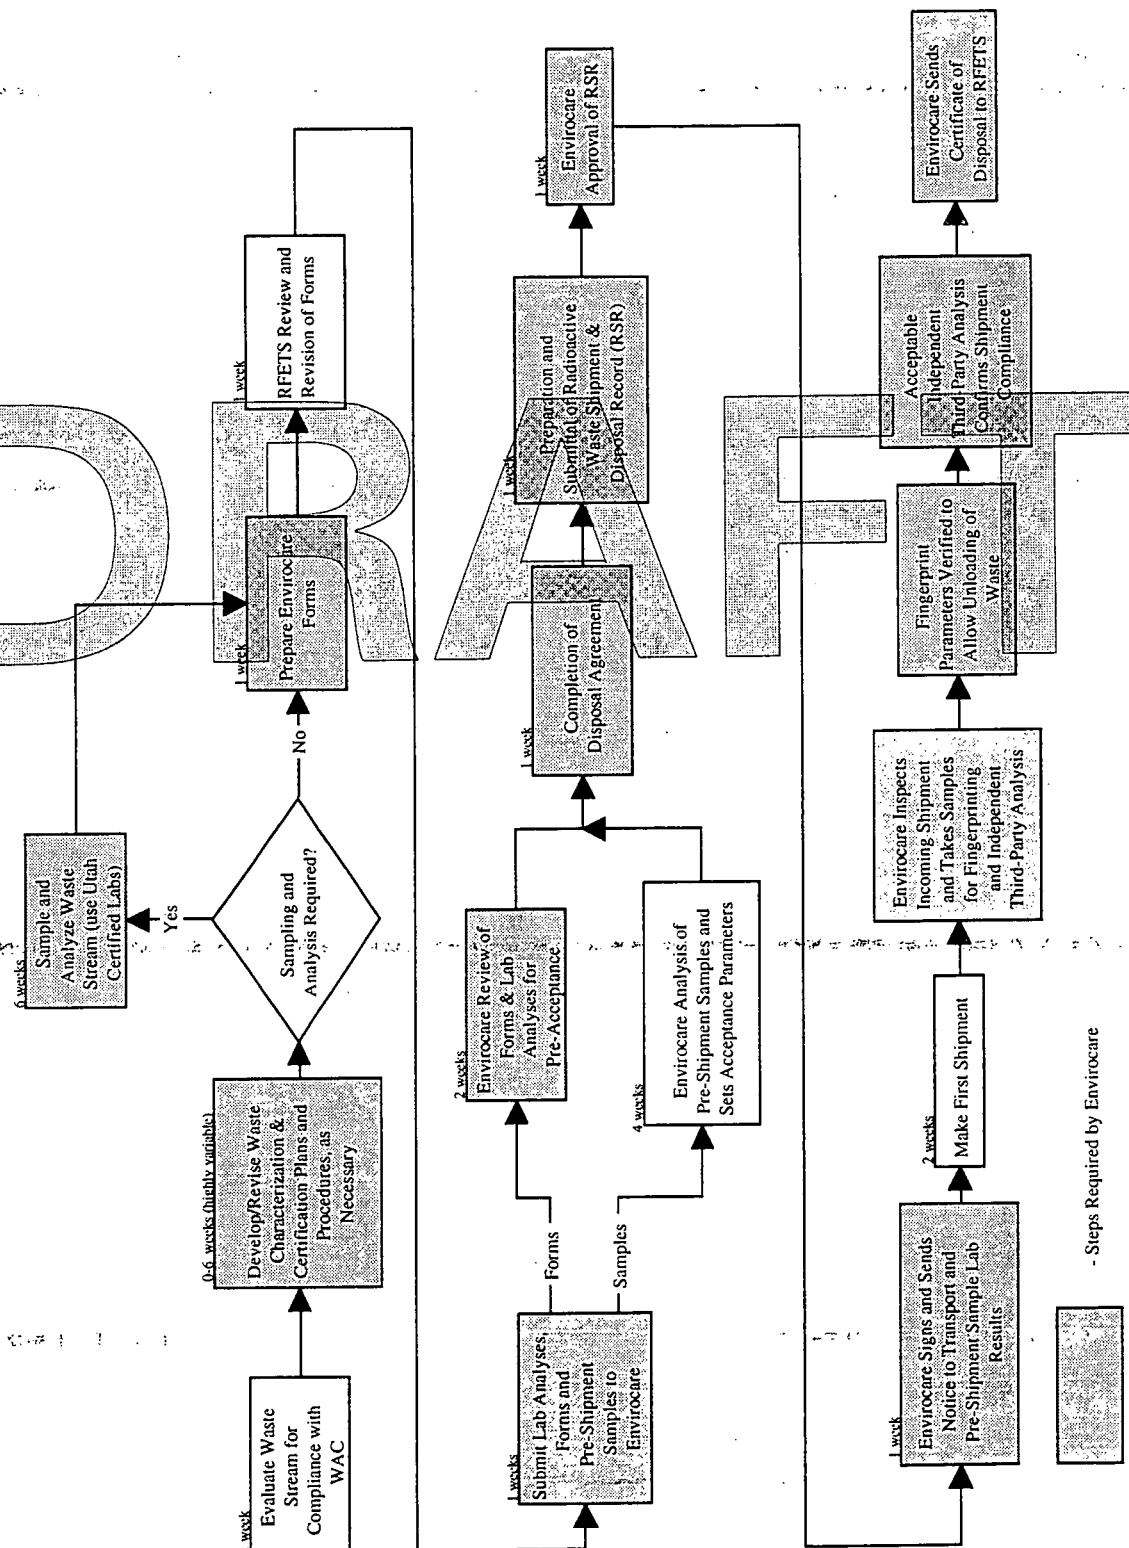 week
Evaluate Waste
Stream for
Compliance with
WAC
0-6 weeks (highly variable)
Develop/Revise Waste
Characterization &
Certification Plans and
Procedures, as
Necessary
Sampling and
Analysis Required?
Yes
No
6 weeks
Sample and
Analyze Waste
Stream (use Utah
Certified Labs)
1 week
Prepare Envirocare
Forms
1 week
RFETS Review and
Revision of Forms
1 weeks
Submit Lab Analyses,
Forms and
Pre-Shipment
Samples to
Envirocare
Forms
Samples
2 weeks
Envirocare Review of
Forms & Lab
Analyses for
Pre-Acceptance
4 weeks
Envirocare Analysis of
Pre-Shipment Samples and
Sets Acceptance Parameters
1 week
Completion of
Disposal Agreement
1 week
Preparation and
Submittal of Radioactive
Waste Shipment &
Disposal Record (RSR)
1 week
Envirocare
Approval of RSR
1 week
Envirocare Signs and Sends
Notice to Transport and
Pre-Shipment Sample Lab
Results
2 weeks
Make First Shipment
Envirocare Inspects
Incoming Shipment
and Takes Samples
for Fingerprinting
and Independent
Third-Party Analysis
Fingerprint
Parameters Verified to
Allow Unloading of
Waste
Acceptable
Independent
Third-Party Analysis
Confirms Shipment
Compliance
Envirocare Sends
Certificate of
Disposal to RFETS
- Steps Required by Envirocare
DRAFT